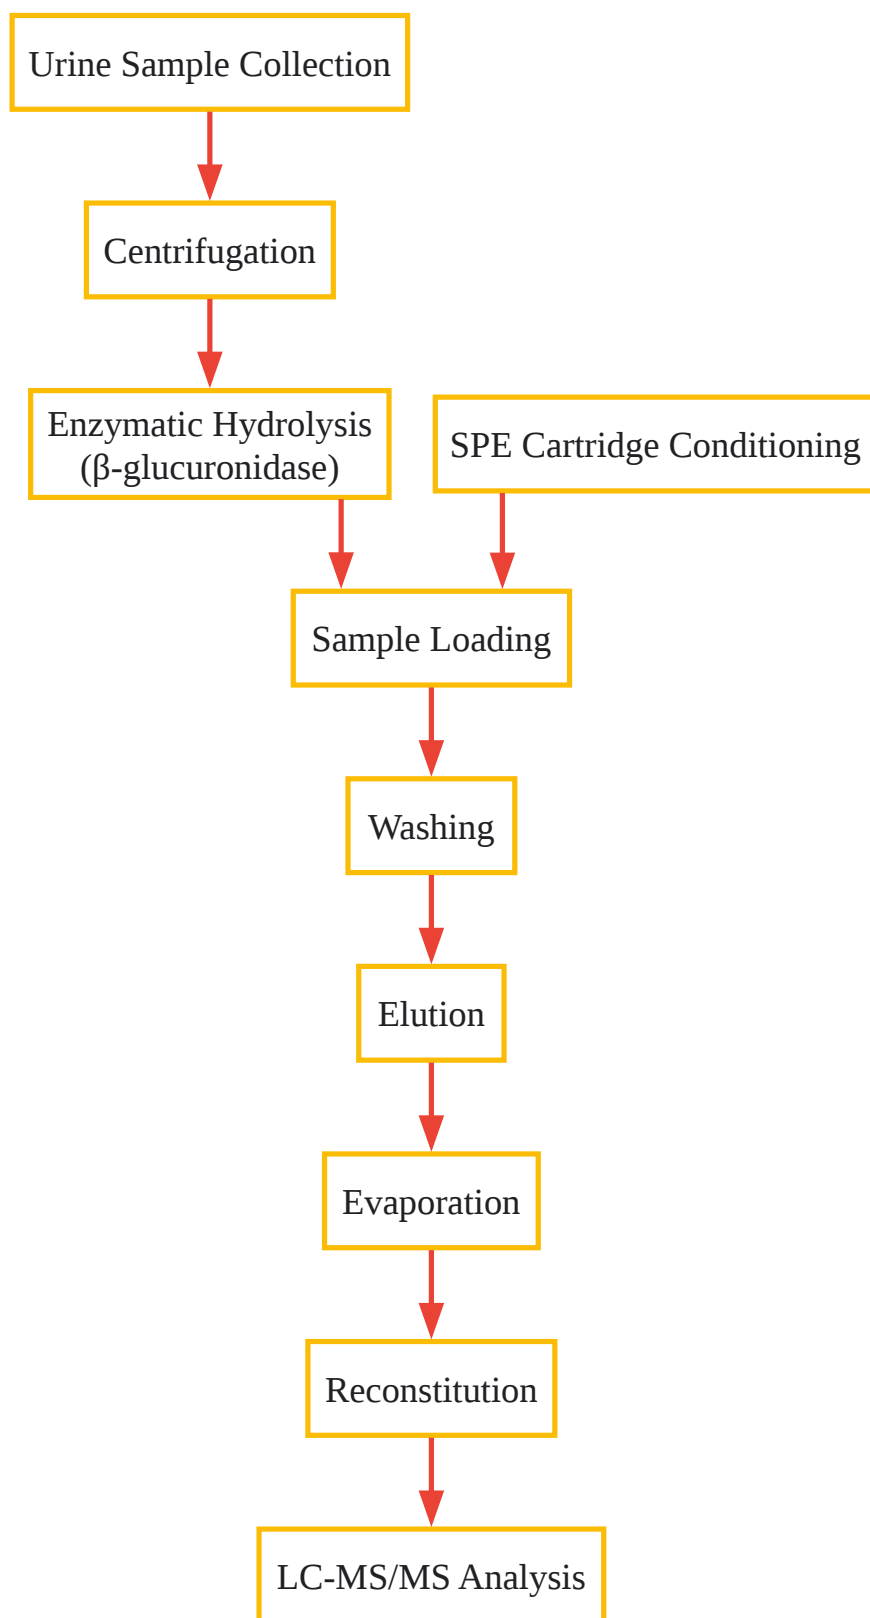 Urine Sample Collection
Centrifugation
Enzymatic Hydrolysis
(β-glucuronidase)
SPE Cartridge Conditioning
Sample Loading
Washing
Elution
Evaporation
Reconstitution
LC-MS/MS Analysis